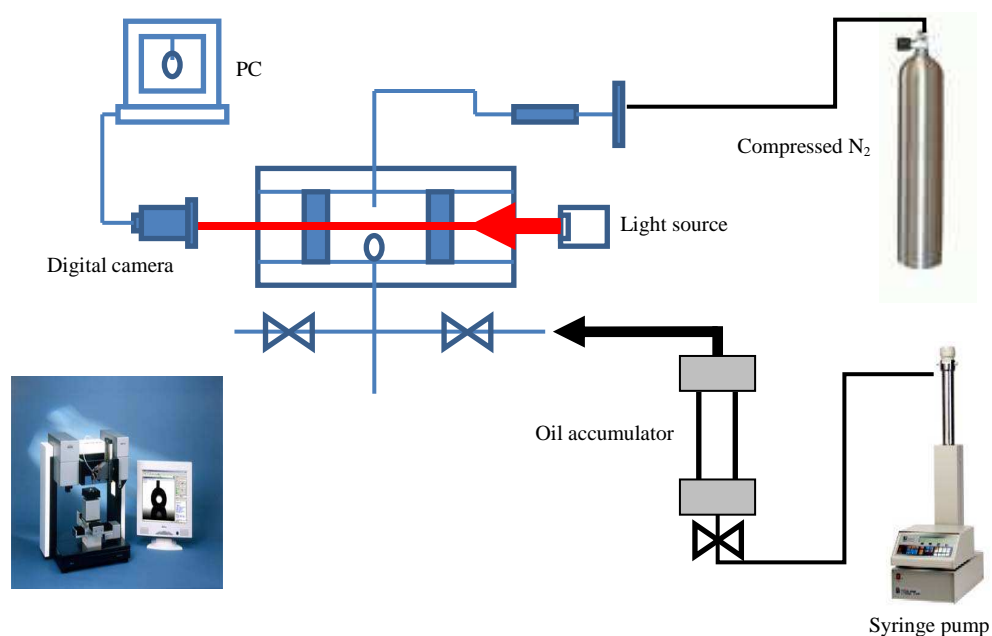 PC
Compressed N₂
Light source
Digital camera
Oil accumulator
Syringe pump